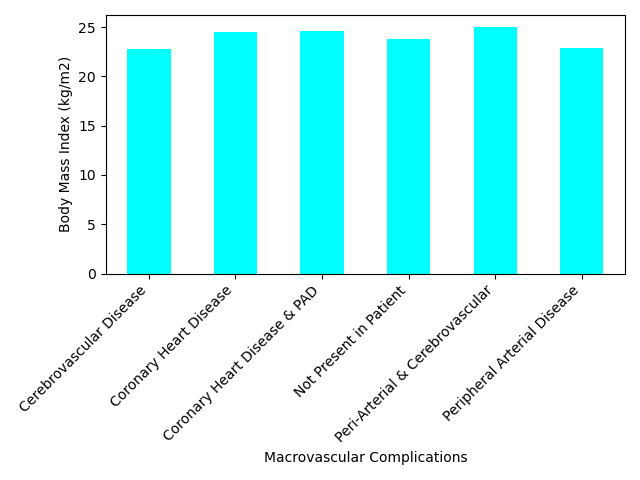 25
20
15
10
5
0
Body Mass Index (kg/m2)
Cerebrovascular Disease
Coronary Heart Disease
Coronary Heart Disease & PAD
Not Present in Patient
Peri-Arterial & Cerebrovascular
Peripheral Arterial Disease
Macrovascular Complications